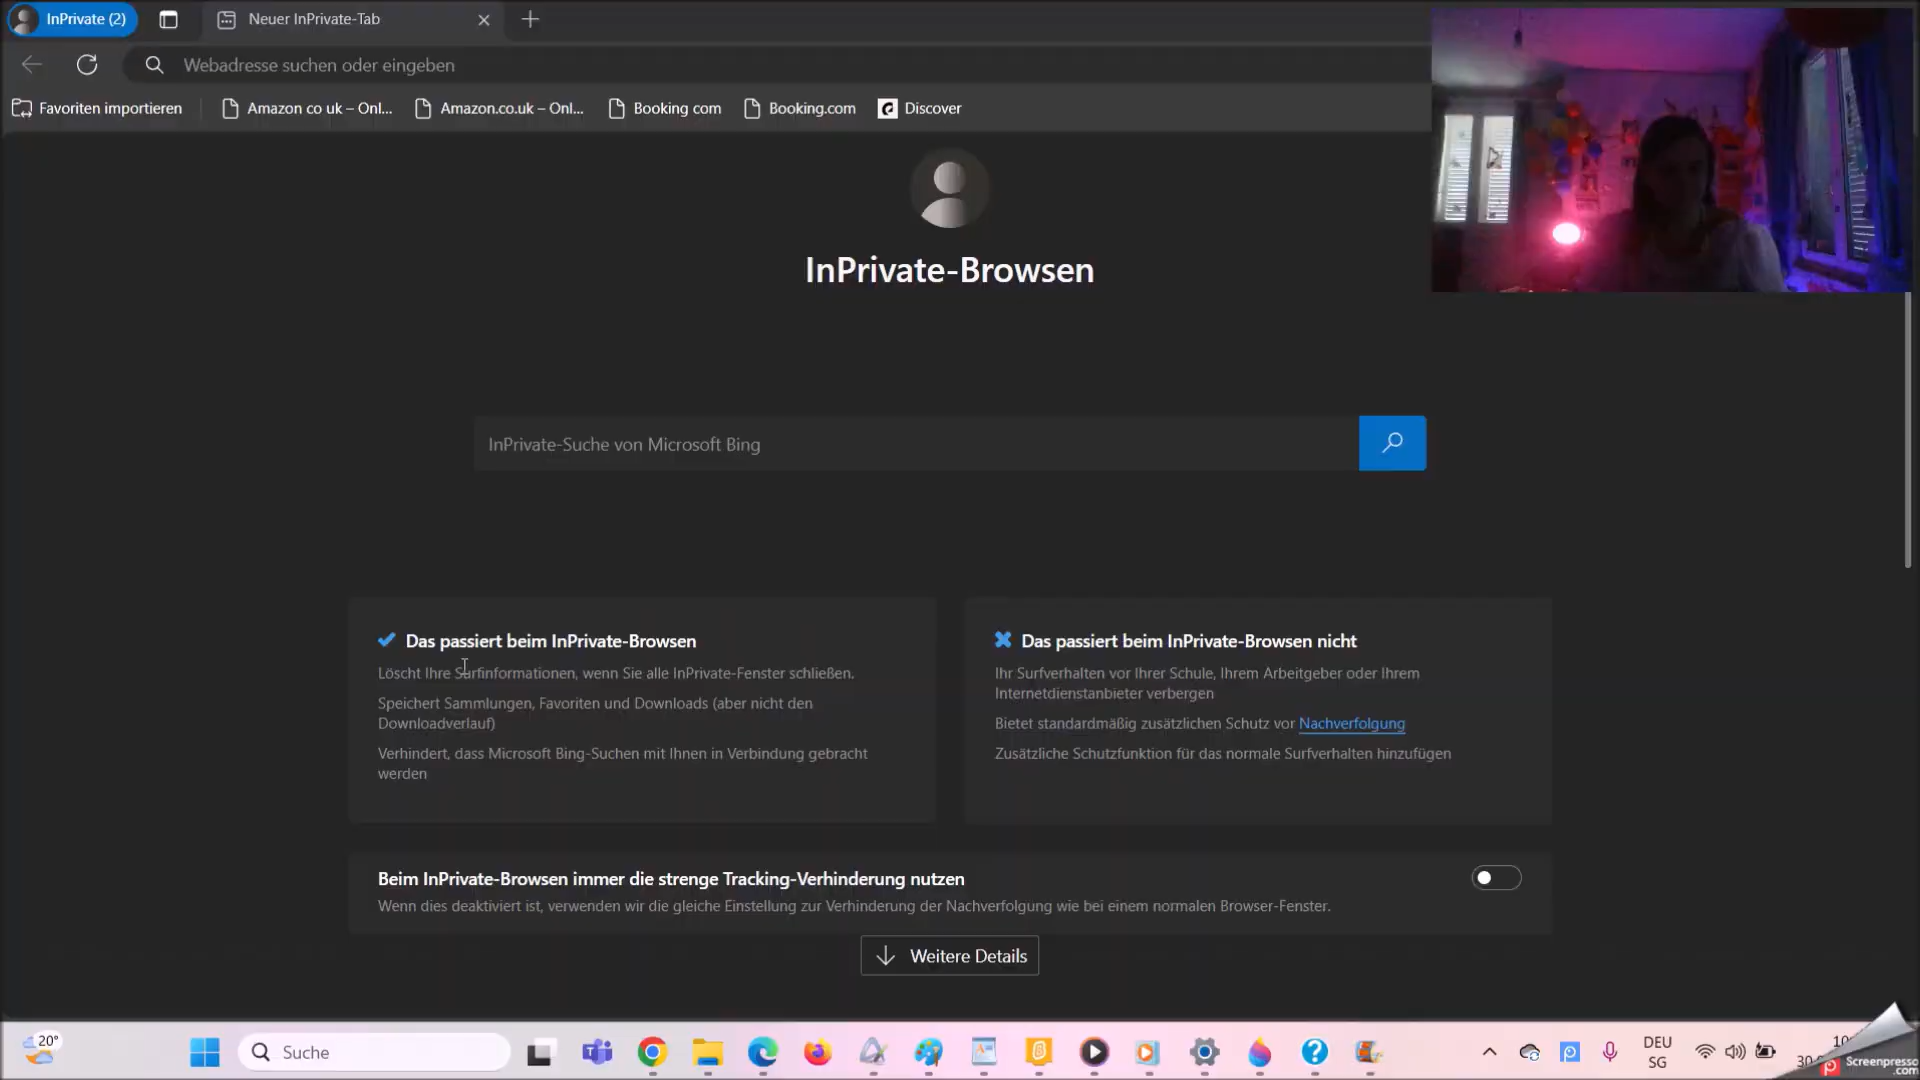 InPrivate (2)
Neuer InPrivate-Tab
Webadresse suchen oder eingeben
Favoriten importieren
Amazon co uk – Onl...
Amazon.co.uk – Onl...
Booking com
Booking.com
Discover
InPrivate-Browsen
InPrivate-Suche von Microsoft Bing
Das passiert beim InPrivate-Browsen
Löscht Ihre Surfinformationen, wenn Sie alle InPrivate-Fenster schließen.
Speichert Sammlungen, Favoriten und Downloads (aber nicht den
Downloadverlauf)
Verhindert, dass Microsoft Bing-Suchen mit Ihnen in Verbindung gebracht
werden
Das passiert beim InPrivate-Browsen nicht
Ihr Surfverhalten vor Ihrer Schule, Ihrem Arbeitgeber oder Ihrem
Internetdienstanbieter verbergen
Bietet standardmäßig zusätzlichen Schutz vor Nachverfolgung
Zusätzliche Schutzfunktion für das normale Surfverhalten hinzufügen
Beim InPrivate-Browsen immer die strenge Tracking-Verhinderung nutzen
Wenn dies deaktiviert ist, verwenden wir die gleiche Einstellung zur Verhinderung der Nachverfolgung wie bei einem normalen Browser-Fenster.
Weitere Details
20°
Suche
DEU
SG
Screenpresso
.com